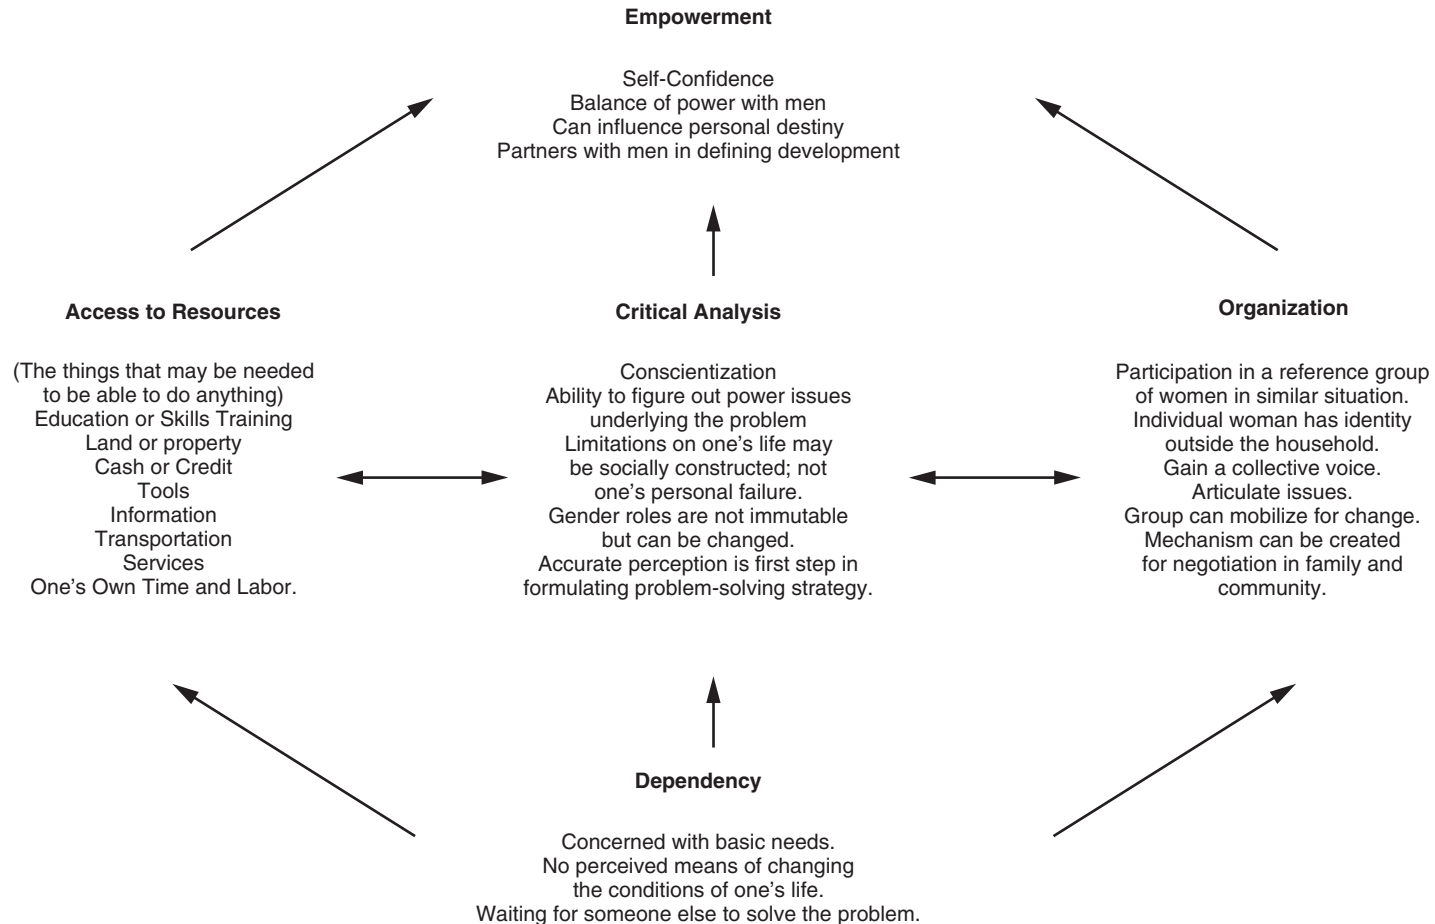 Empowerment
Self-Confidence
Balance of power with men
Can influence personal destiny
Partners with men in defining development
Access to Resources
(The things that may be needed
to be able to do anything)
Education or Skills Training
Land or property
Cash or Credit
Tools
Information
Transportation
Services
One's Own Time and Labor.
Critical Analysis
Conscientization
Ability to figure out power issues
underlying the problem
Limitations on one's life may
be socially constructed; not
one's personal failure.
Gender roles are not immutable
but can be changed.
Accurate perception is first step in
formulating problem-solving strategy.
Organization
Participation in a reference group
of women in similar situation.
Individual woman has identity
outside the household.
Gain a collective voice.
Articulate issues.
Group can mobilize for change.
Mechanism can be created
for negotiation in family and
community.
Dependency
Concerned with basic needs.
No perceived means of changing
the conditions of one's life.
Waiting for someone else to solve the problem.